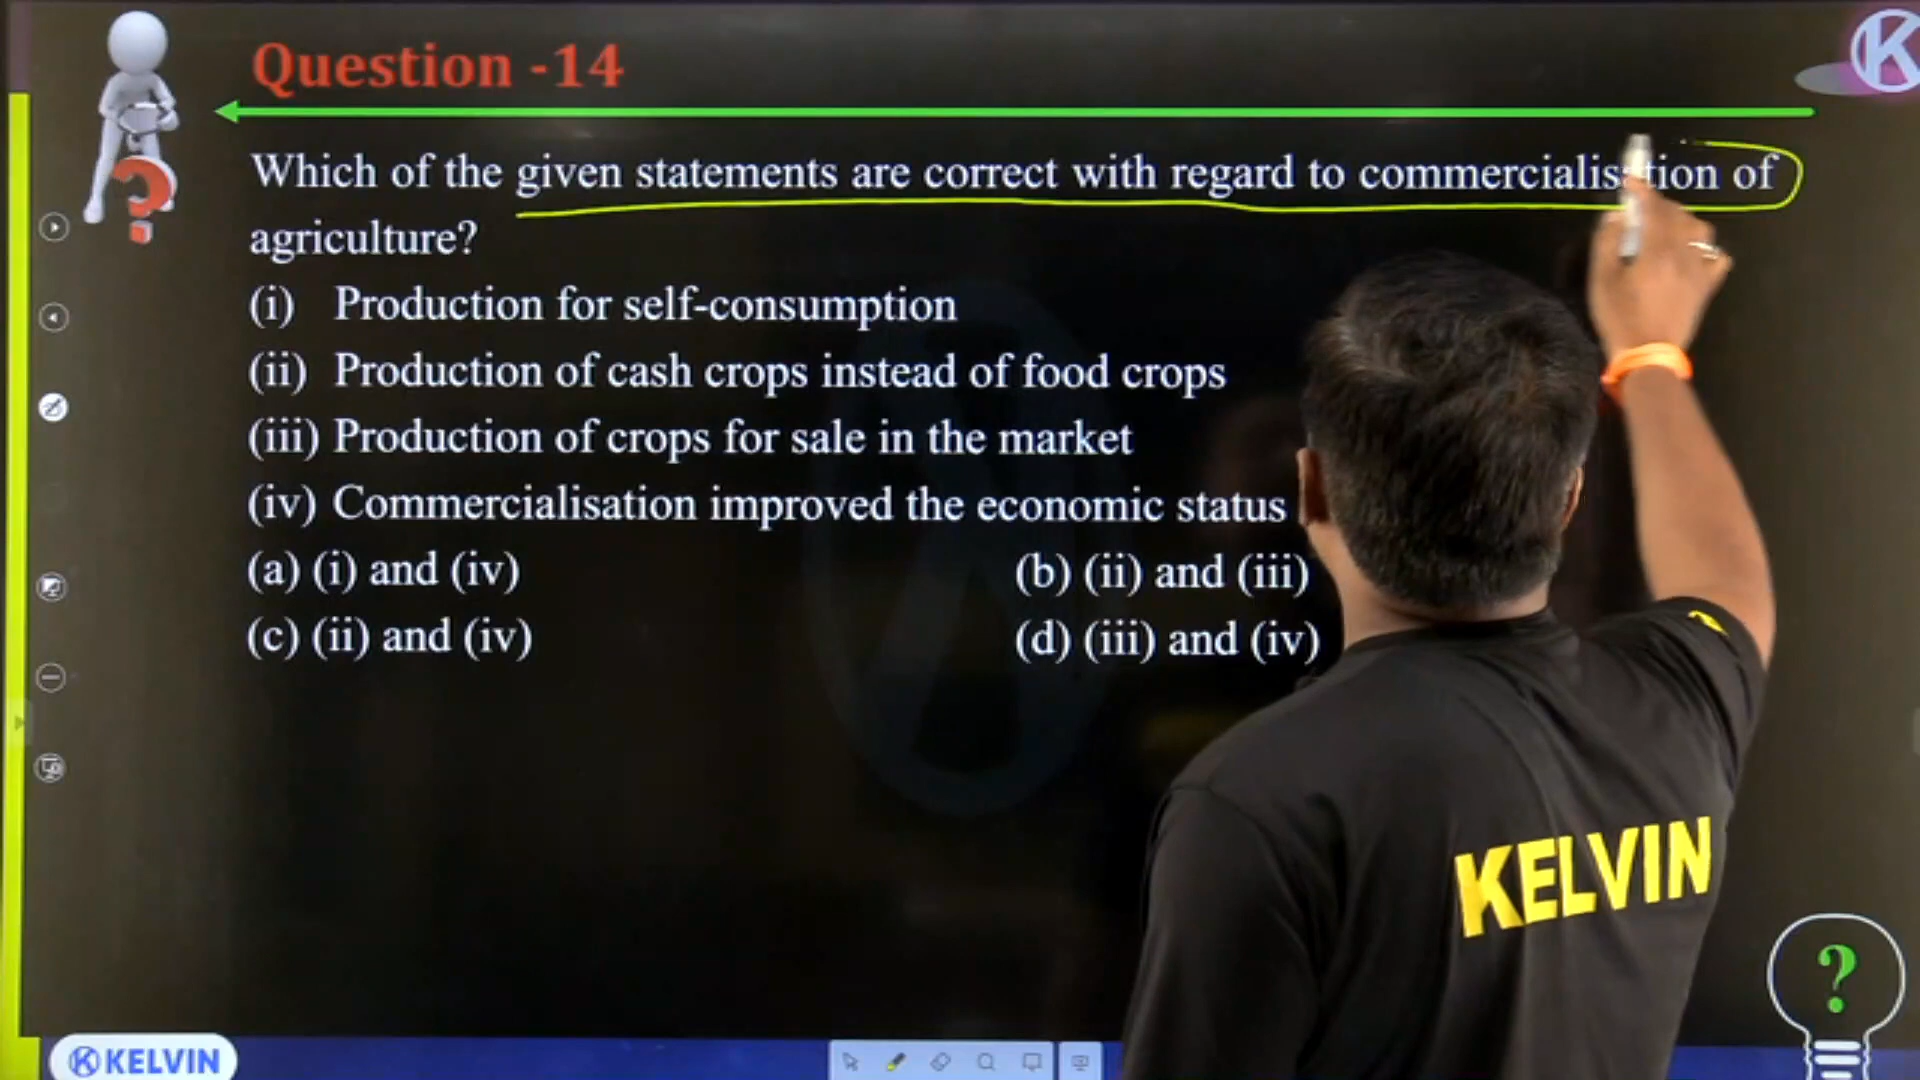 Question -14
Which of the given statements are correct with regard to commercialisation of
agriculture?
(i) Production for self-consumption
(ii) Production of cash crops instead of food crops
(iii) Production of crops for sale in the market
(iv) Commercialisation improved the economic status
(a) (i) and (iv) (b) (ii) and (iii)
(c) (ii) and (iv) (d) (iii) and (iv)
KELVIN
KELVIN